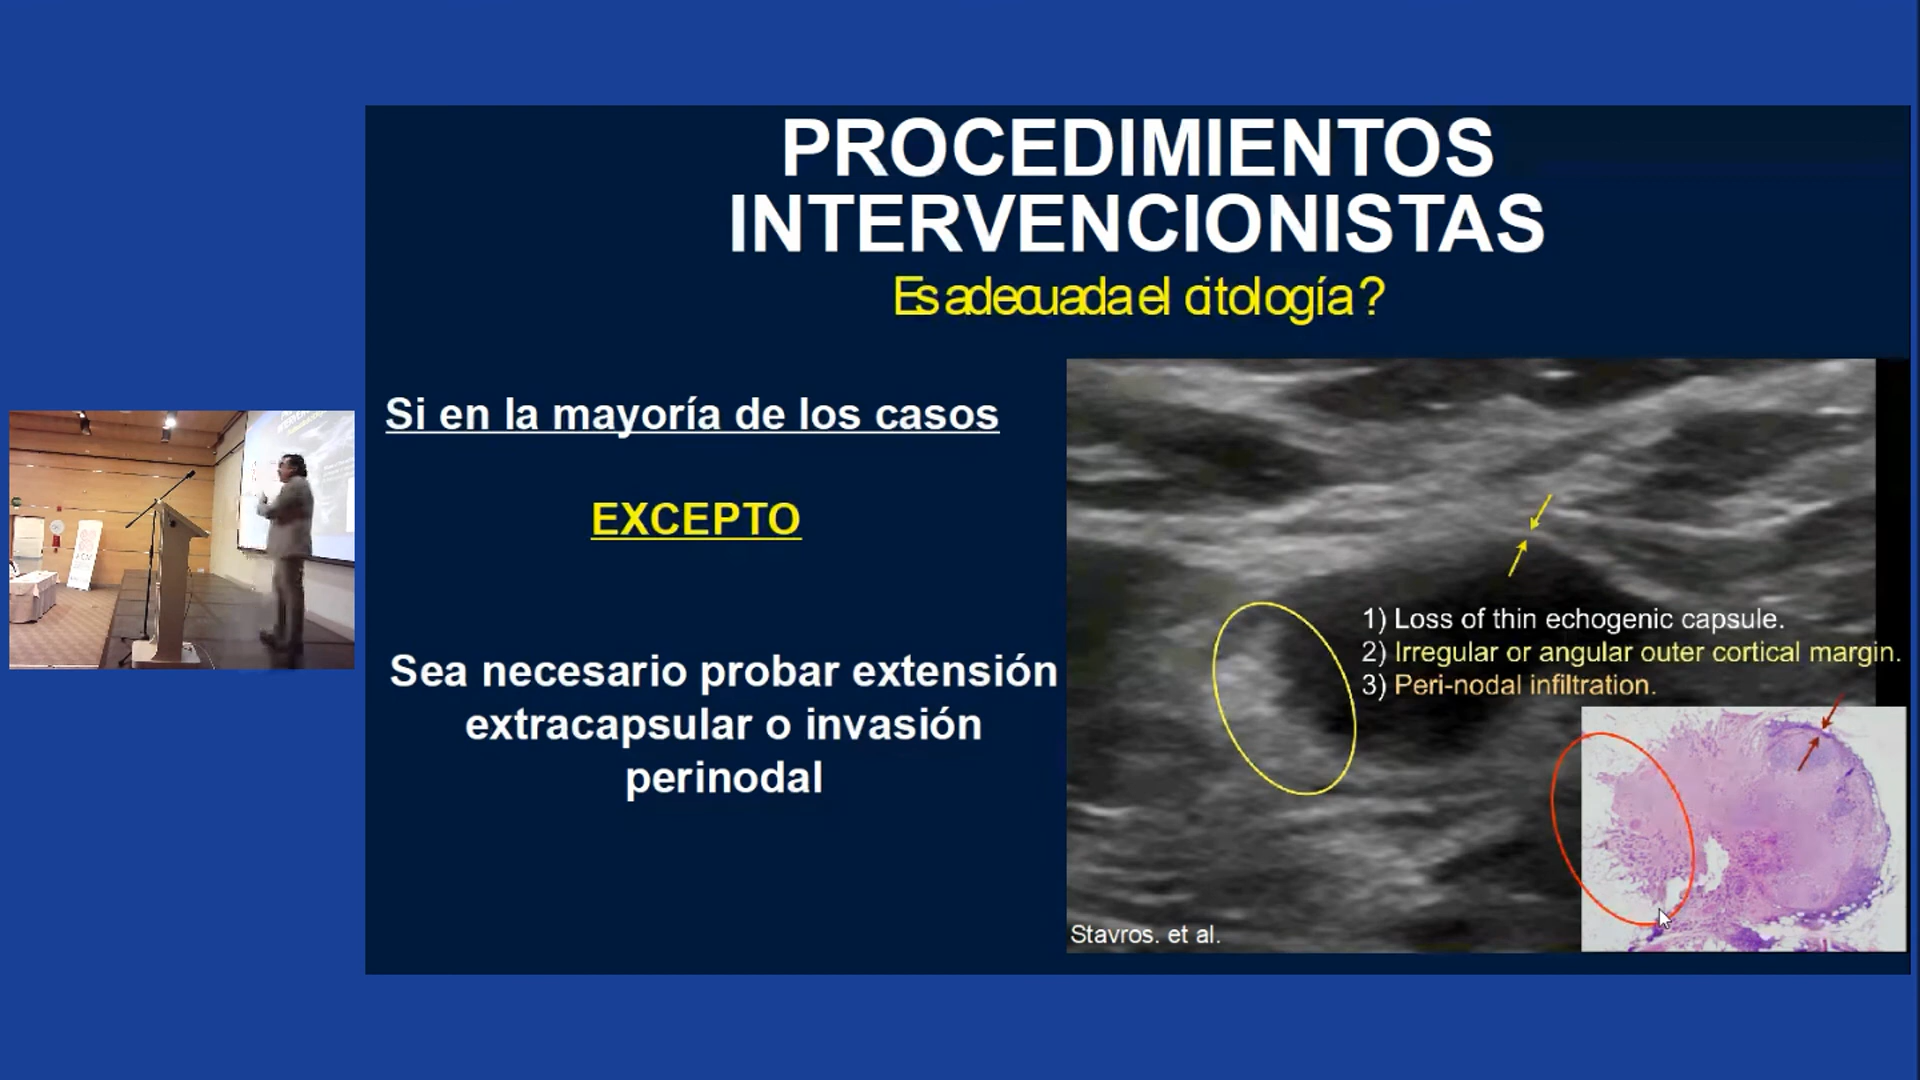 PROCEDIMIENTOS
INTERVENCIONISTAS
Es adecuada el citología?
Si en la mayoría de los casos
EXCEPTO
Sea necesario probar extensión
extracapsular o invasión
perinodal
1) Loss of thin echogenic capsule.
2) Irregular or angular outer cortical margin.
3) Peri-nodal infiltration.
Stavros. et al.